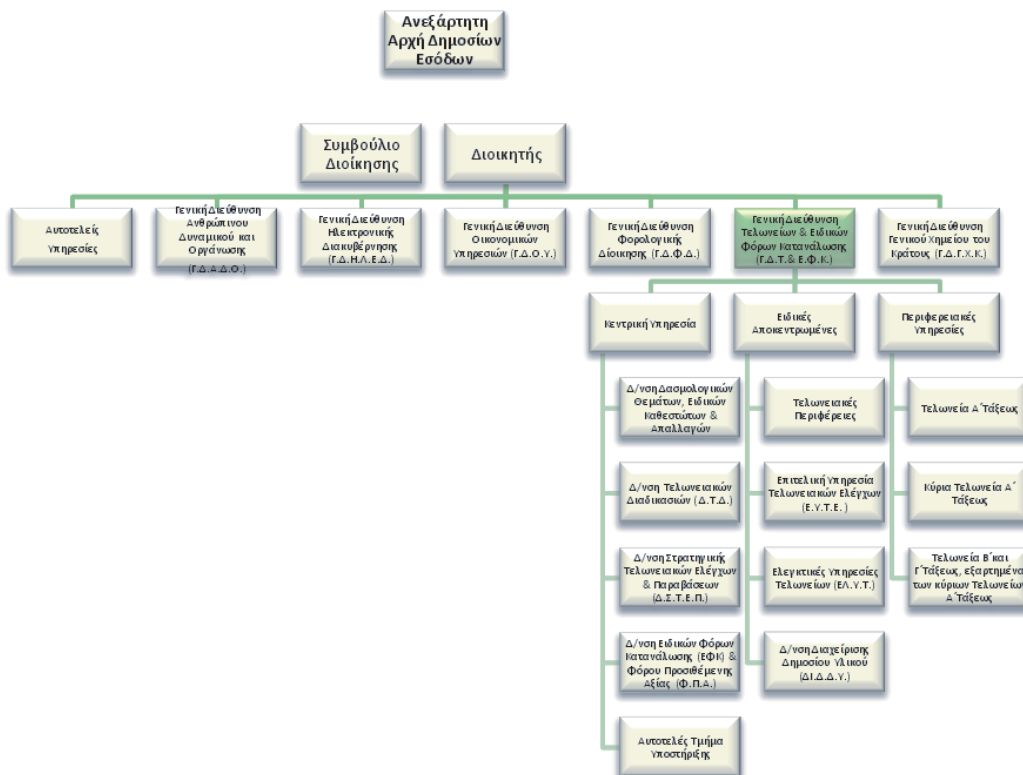 Ανεξάρτητη
Αρχή Δημοσίων
Εσόδων
Συμβούλιο
Διοίκησης
Διοικητής
Αυτοτελείς
Υπηρεσίες
Γενική Διεύθυνση
Ανθρώπινου
Δυναμικού και
Οργάνωσης
(Γ.Δ.Α.Δ.Ο.)
Γενική Διεύθυνση
Ηλεκτρονικής
Διακυβέρνησης
(Γ.Δ.ΗΛ.Ε.Δ.)
Γενική Διεύθυνση
Οικονομικών
Υπηρεσιών (Γ.Δ.Ο.Υ.)
Γενική Διεύθυνση
Φορολογικής
Διοίκησης (Γ.Δ.Φ.Δ.)
Γενική Διεύθυνση
Τελωνείων & Ειδικών
Φόρων Κατανάλωσης
(Γ.Δ.Τ.& Ε.Φ.Κ.)
Γενική Διεύθυνση
Γενικού Χημείου του
Κράτους (Γ.Δ.Γ.Χ.Κ.)
Κεντρική Υπηρεσία
Ειδικές
Αποκεντρωμένες
Περιφερειακές
Υπηρεσίες
Δ/νση Δασμολογικών
Θεμάτων, Ειδικών
Καθεστώτων &
Απαλλαγών
Δ/νση Τελωνειακών
Διαδικασιών (Δ.Τ.Δ.)
Δ/νση Στρατηγικής
Τελωνειακών Ελέγχων
& Παραβάσεων
(Δ.Σ.Τ.Ε.Π.)
Δ/νση Ειδικών Φόρων
Κατανάλωσης (ΕΦΚ) &
Φόρου Προσιθέμενης
Αξίας (Φ.Π.Α.)
Αυτοτελές Τμήμα
Υποστήριξης
Τελωνειακές
Περιφέρειες
Επιτελική Υπηρεσία
Τελωνειακών Ελέγχων
(Ε.Υ.Τ.Ε.)
Ελεγκτικές Υπηρεσίες
Τελωνείων (ΕΛ.Υ.Τ.)
Δ/νση Διαχείρισης
Δημοσίου Υλικού
(ΔΙ.Δ.Δ.Υ.)
Τελωνεία Α΄Τάξεως
Κύρια Τελωνεία Α΄
Τάξεως
Τελωνεία Β΄και
Γ΄Τάξεως, εξαρτημένα
των κύριων Τελωνείων
Α΄Τάξεως